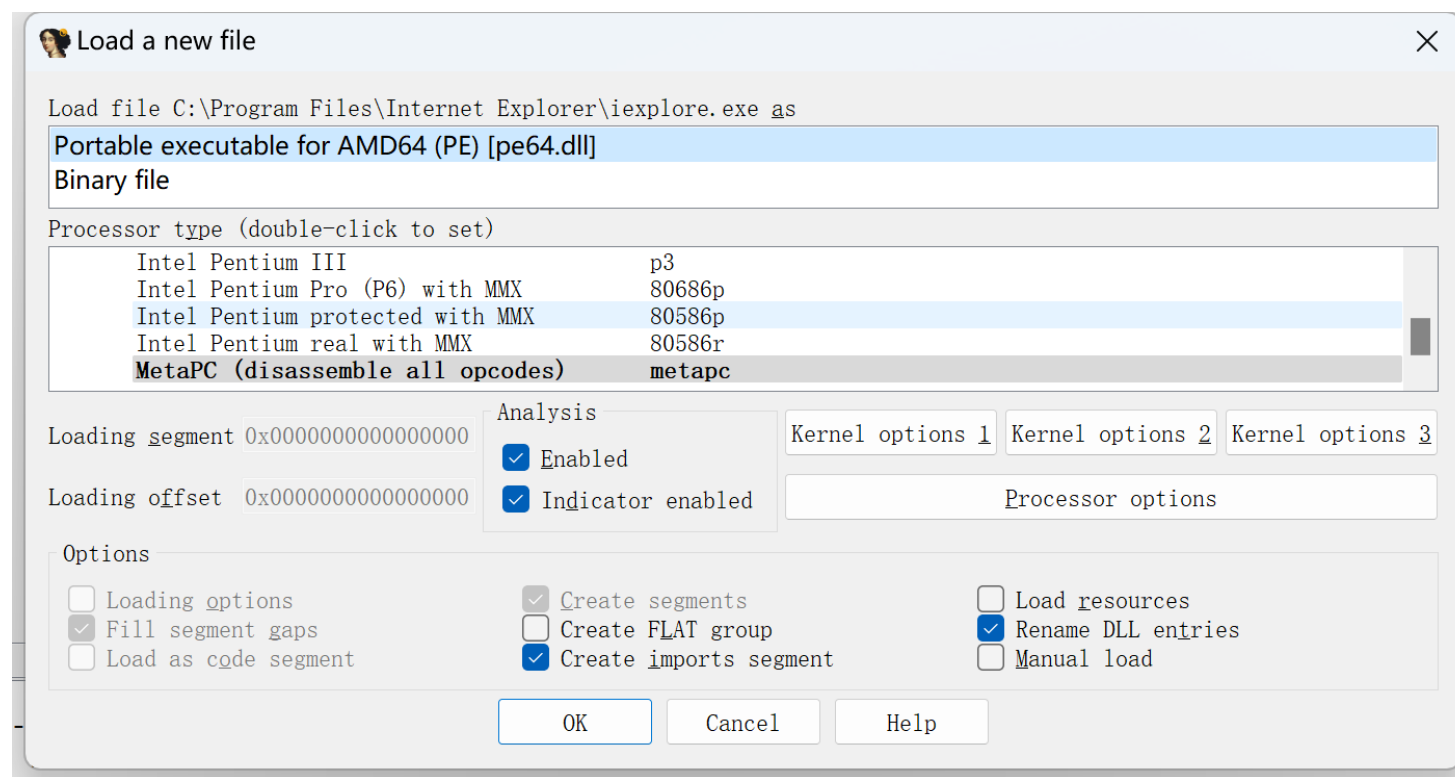 Load a new file
Load file C:\Program Files\Internet Explorer\iexplore.exe as
Portable executable for AMD64 (PE) [pe64.dll]
Binary file
Processor type (double-click to set)
Intel Pentium III p3
Intel Pentium Pro (P6) with MMX 80686p
Intel Pentium protected with MMX 80586p
Intel Pentium real with MMX 80586r
MetaPC (disassemble all opcodes) metapc
Loading segment 0x0000000000000000
Loading offset 0x0000000000000000
Analysis
Enabled
Indicator enabled
Kernel options 1 Kernel options 2 Kernel options 3
Processor options
Options
Loading options Create segments Load resources
Fill segment gaps Create FLAT group Rename DLL entries
Load as code segment Create imports segment Manual load
OK Cancel Help